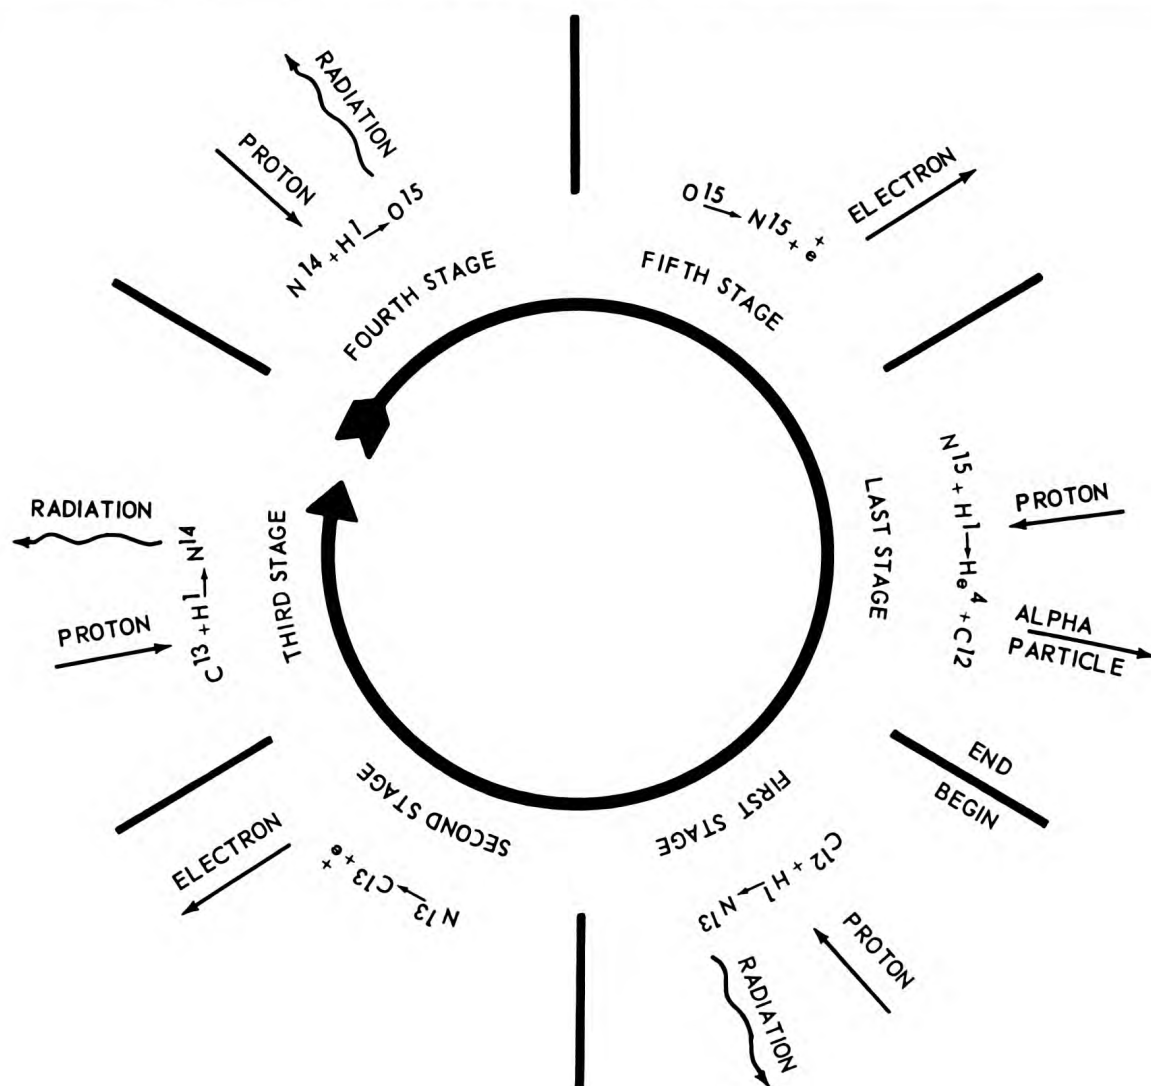 BEGIN
FIRST STAGE
C12 + H1 → N13
PROTON
RADIATION
SECOND STAGE
N13 → C13 + e+
ELECTRON
THIRD STAGE
C13 + H1 → N14
PROTON
RADIATION
FOURTH STAGE
N14 + H1 → O15
PROTON
RADIATION
FIFTH STAGE
O15 → N15 + e+
ELECTRON
LAST STAGE
N15 + H1 → He4 + C12
PROTON
ALPHA
PARTICLE
END